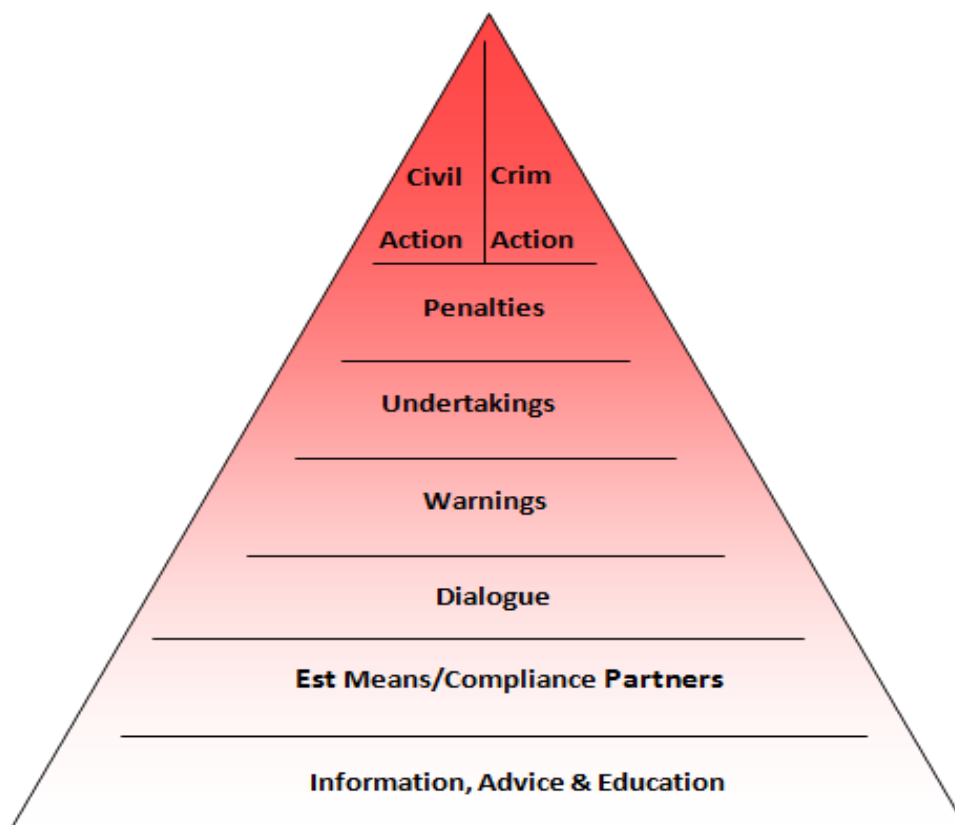 Civil Crim
Action Action
Penalties
Undertakings
Warnings
Dialogue
Est Means/Compliance Partners
Information, Advice & Education